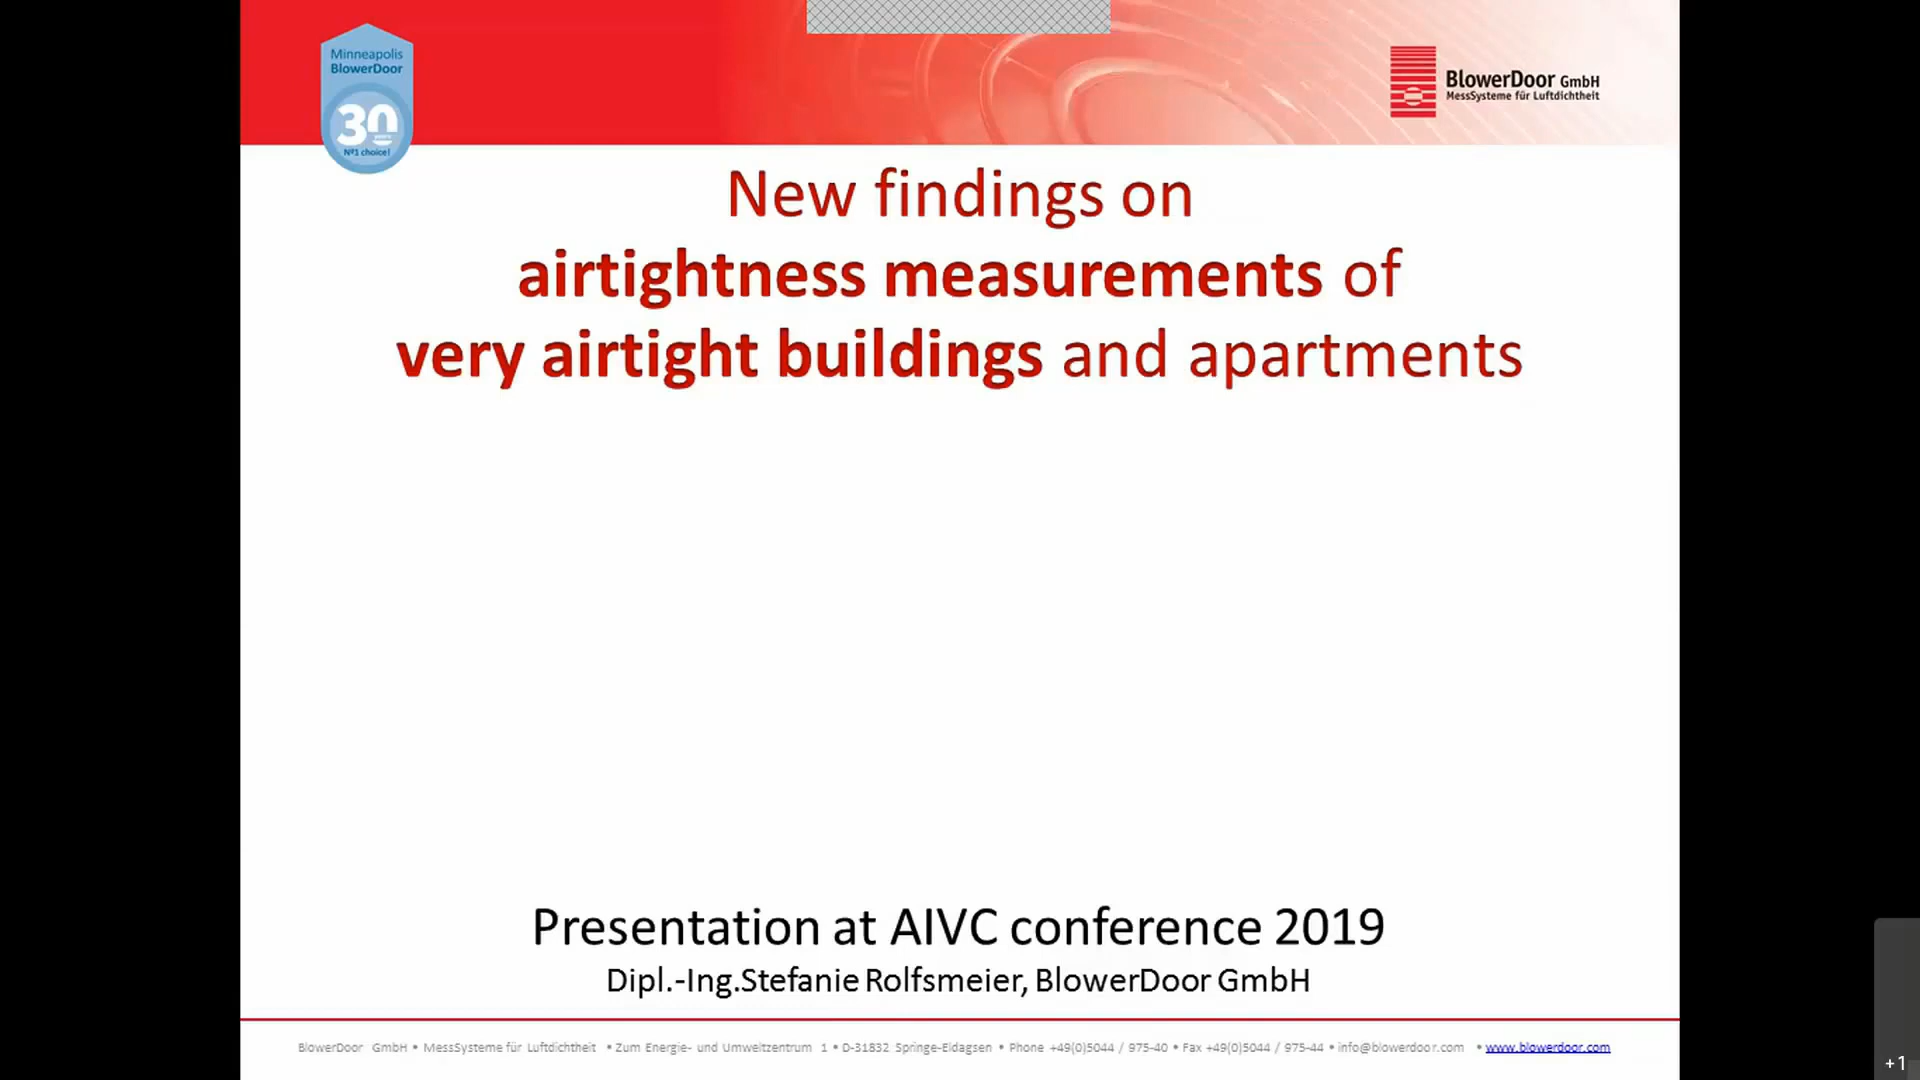 Minneapolis
BlowerDoor
30
years
Nº1 choice!
BlowerDoor GmbH
MessSysteme für Luftdichtheit
New findings on
airtightness measurements of
very airtight buildings and apartments
Presentation at AIVC conference 2019
Dipl.-Ing.Stefanie Rolfsmeier, BlowerDoor GmbH
BlowerDoor GmbH • MessSysteme für Luftdichtheit • Zum Energie- und Umweltzentrum 1 • D-31832 Springe-Eldagsen • Phone +49(0)5044 / 975-40 • Fax +49(0)5044 / 975-44 • info@blowerdoor.com • www.blowerdoor.com
+1